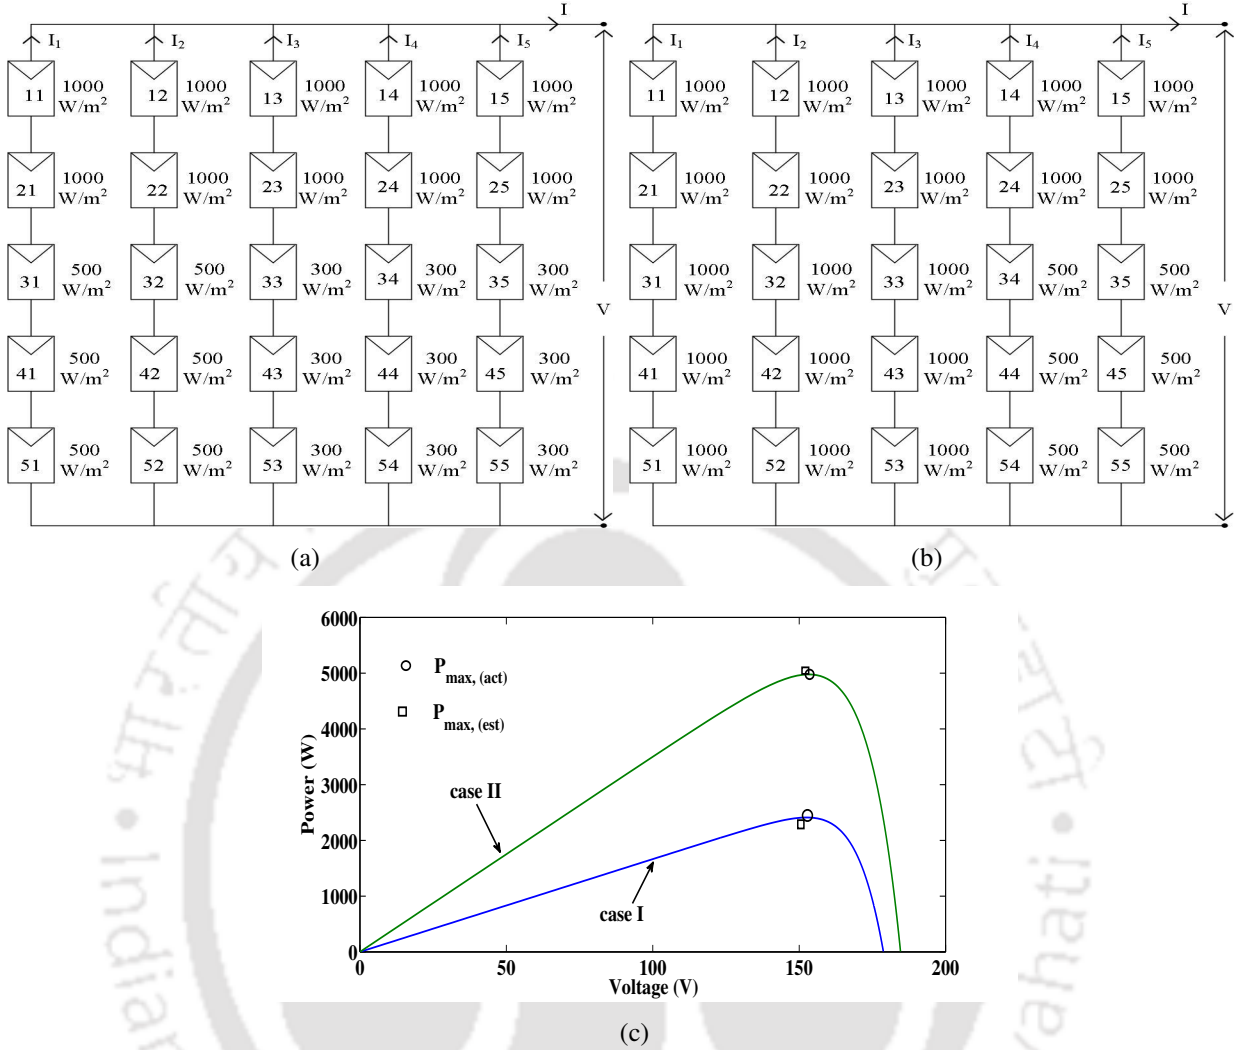 I I
I1 I2 I3 I4 I5 I1 I2 I3 I4 I5
11 1000 W/m2 12 1000 W/m2 13 1000 W/m2 14 1000 W/m2 15 1000 W/m2 11 1000 W/m2 12 1000 W/m2 13 1000 W/m2 14 1000 W/m2 15 1000 W/m2
21 1000 W/m2 22 1000 W/m2 23 1000 W/m2 24 1000 W/m2 25 1000 W/m2 21 1000 W/m2 22 1000 W/m2 23 1000 W/m2 24 1000 W/m2 25 1000 W/m2
31 500 W/m2 32 500 W/m2 33 300 W/m2 34 300 W/m2 35 300 W/m2 31 1000 W/m2 32 1000 W/m2 33 1000 W/m2 34 500 W/m2 35 500 W/m2
V V
41 500 W/m2 42 500 W/m2 43 300 W/m2 44 300 W/m2 45 300 W/m2 41 1000 W/m2 42 1000 W/m2 43 1000 W/m2 44 500 W/m2 45 500 W/m2
51 500 W/m2 52 500 W/m2 53 300 W/m2 54 300 W/m2 55 300 W/m2 51 1000 W/m2 52 1000 W/m2 53 1000 W/m2 54 500 W/m2 55 500 W/m2
(a) (b)
6000
5000
4000
3000
2000
1000
0
Power (W)
Pmax, (act)
Pmax, (est)
case II
case I
0 50 100 150 200
Voltage (V)
(c)
भारतीय
Indian